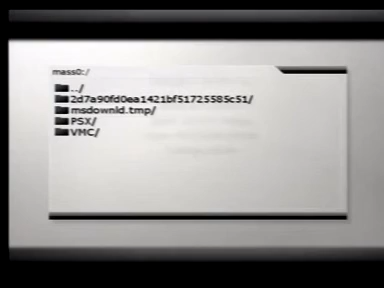 mass0:/
../
2d7a90fd0ea1421bf51725585c51/
msdownld.tmp/
PSX/
VMC/